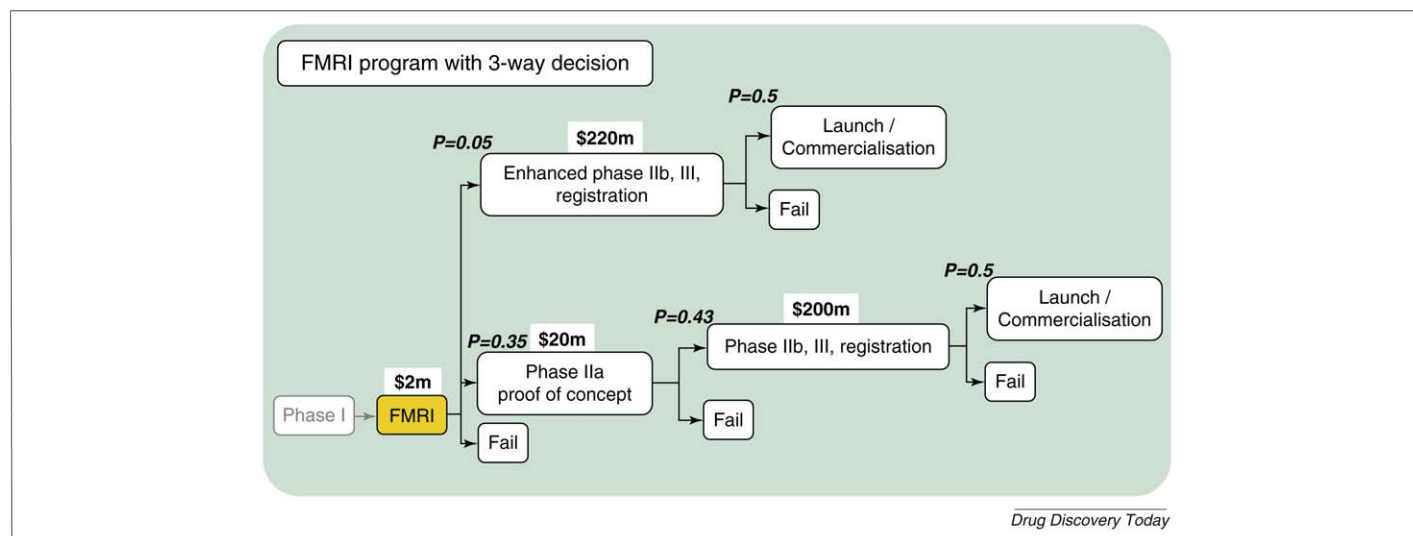 FMRI program with 3-way decision
P=0.5
P=0.05
$220m
Launch /
Commercialisation
Enhanced phase IIb, III,
registration
Fail
P=0.5
P=0.43
$200m
Launch /
Commercialisation
P=0.35
$20m
Phase IIb, III, registration
Phase IIa
proof of concept
Fail
$2m
Phase I
FMRI
Fail
Fail
Drug Discovery Today